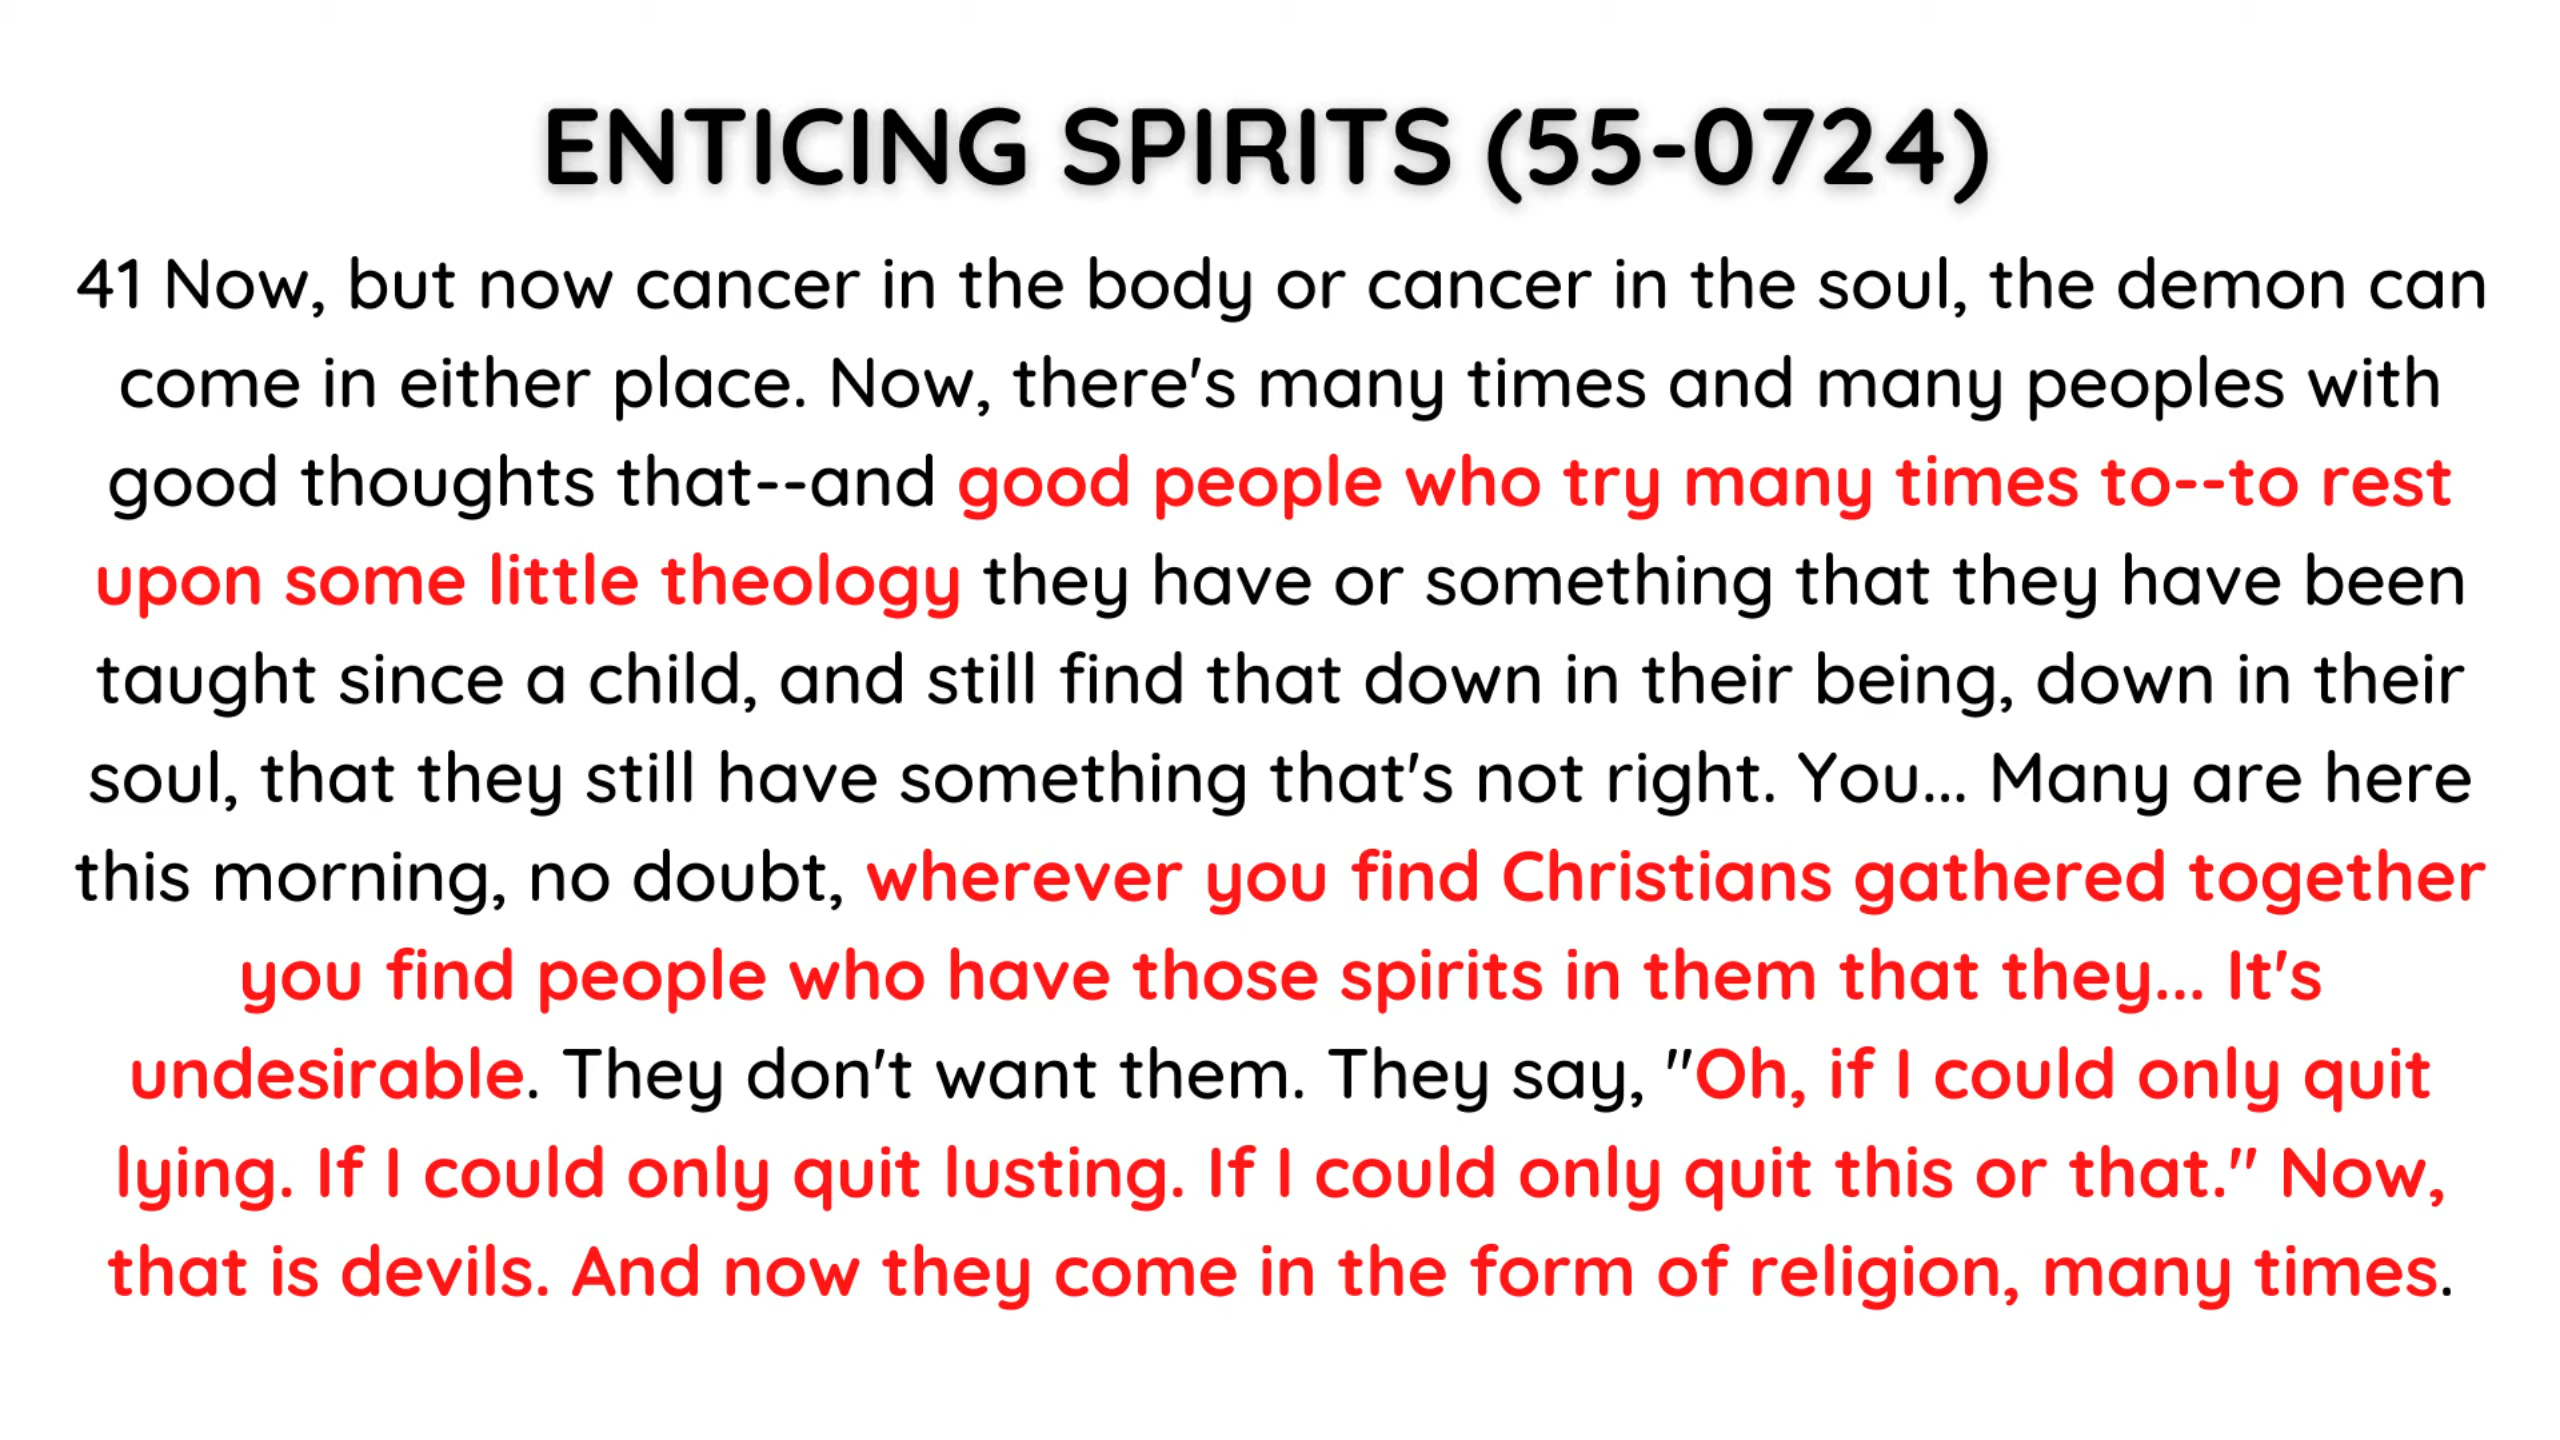 ENTICING SPIRITS (55-0724)
41 Now, but now cancer in the body or cancer in the soul, the demon can
come in either place. Now, there's many times and many peoples with
good thoughts that--and good people who try many times to--to rest
upon some little theology they have or something that they have been
taught since a child, and still find that down in their being, down in their
soul, that they still have something that's not right. You... Many are here
this morning, no doubt, wherever you find Christians gathered together
you find people who have those spirits in them that they... It's
undesirable. They don't want them. They say, "Oh, if I could only quit
lying. If I could only quit lusting. If I could only quit this or that." Now,
that is devils. And now they come in the form of religion, many times.